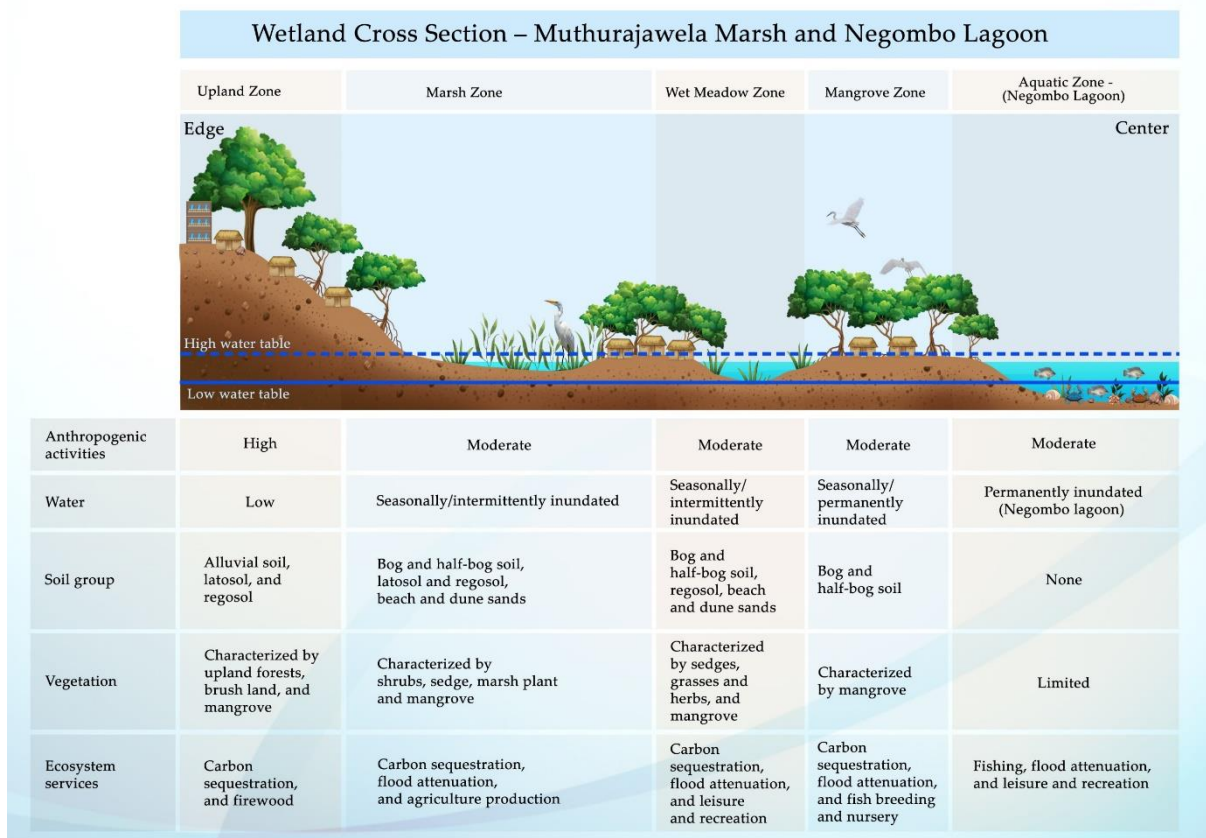 Wetland Cross Section – Muthurajawela Marsh and Negombo Lagoon
Upland Zone
Marsh Zone
Wet Meadow Zone
Mangrove Zone
Aquatic Zone -
(Negombo Lagoon)
Edge
Center
High water table
Low water table
Anthropogenic
activities
High
Moderate
Moderate
Moderate
Moderate
Water
Low
Seasonally/intermittently inundated
Seasonally/
intermittently
inundated
Seasonally/
permanently
inundated
Permanently inundated
(Negombo lagoon)
Soil group
Alluvial soil,
latosol, and
regosol
Bog and half-bog soil,
latosol and regosol,
beach and dune sands
Bog and
half-bog soil,
regosol, beach
and dune sands
Bog and
half-bog soil
None
Vegetation
Characterized by
upland forests,
brush land, and
mangrove
Characterized by
shrubs, sedge, marsh plant
and mangrove
Characterized
by sedges,
grasses and
herbs, and
mangrove
Characterized
by mangrove
Limited
Ecosystem
services
Carbon
sequestration,
and firewood
Carbon sequestration,
flood attenuation,
and agriculture production
Carbon
sequestration,
flood attenuation,
and leisure
and recreation
Carbon
sequestration,
flood attenuation,
and fish breeding
and nursery
Fishing, flood attenuation,
and leisure and recreation